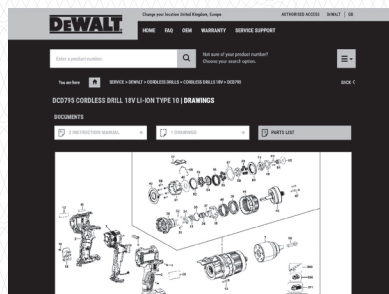 DEWALT
Change your location United Kingdom, Europe
AUTHORISED ACCESS DEWALT | GB
HOME FAQ OEM WARRANTY SERVICE SUPPORT
Enter a product number
Not sure of your product number?
Choose your search option.
You are here
SERVICE > DEWALT > CORDLESS DRILLS > CORDLESS DRILLS 18V > DCD795
BACK
DCD795 CORDLESS DRILL 18V LI-ION TYPE 10 | DRAWINGS
DOCUMENTS
2 INSTRUCTION MANUAL
1 DRAWINGS
PARTS LIST